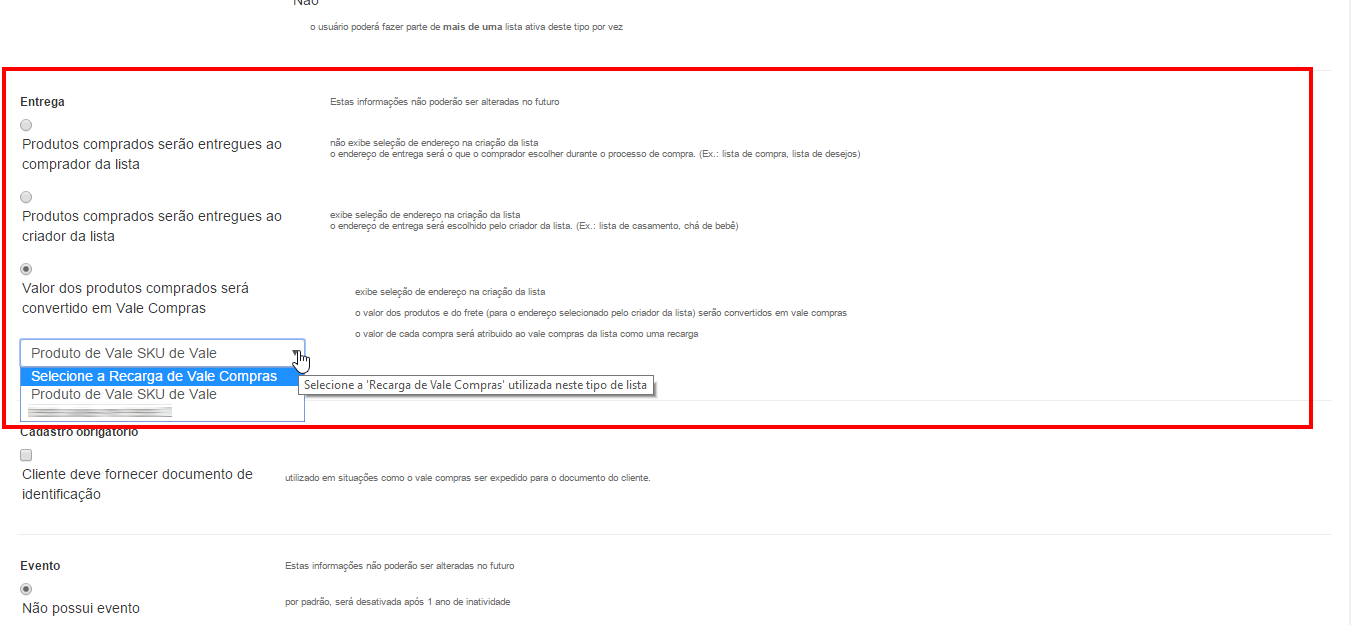 Não
o usuário poderá fazer parte de mais de uma lista ativa deste tipo por vez
Entrega
Estas informações não poderão ser alteradas no futuro
Produtos comprados serão entregues ao
comprador da lista
não exibe seleção de endereço na criação da lista
o endereço de entrega será o que o comprador escolher durante o processo de compra. (Ex.: lista de compra, lista de desejos)
Produtos comprados serão entregues ao
criador da lista
exibe seleção de endereço na criação da lista
o endereço de entrega será escolhido pelo criador da lista. (Ex.: lista de casamento, chá de bebê)
Valor dos produtos comprados será
convertido em Vale Compras
exibe seleção de endereço na criação da lista
o valor dos produtos e do frete (para o endereço selecionado pelo criador da lista) serão convertidos em vale compras
o valor de cada compra será atribuido ao vale compras da lista como uma recarga
Produto de Vale SKU de Vale
Selecione a Recarga de Vale Compras
Selecione a 'Recarga de Vale Compras' utilizada neste tipo de lista
Produto de Vale SKU de Vale
Cadastro obrigatório
Cliente deve fornecer documento de
identificação
utilizado em situações como o vale compras ser expedido para o documento do cliente.
Evento
Estas informações não poderão ser alteradas no futuro
Não possui evento
por padrão, será desativada após 1 ano de inatividade